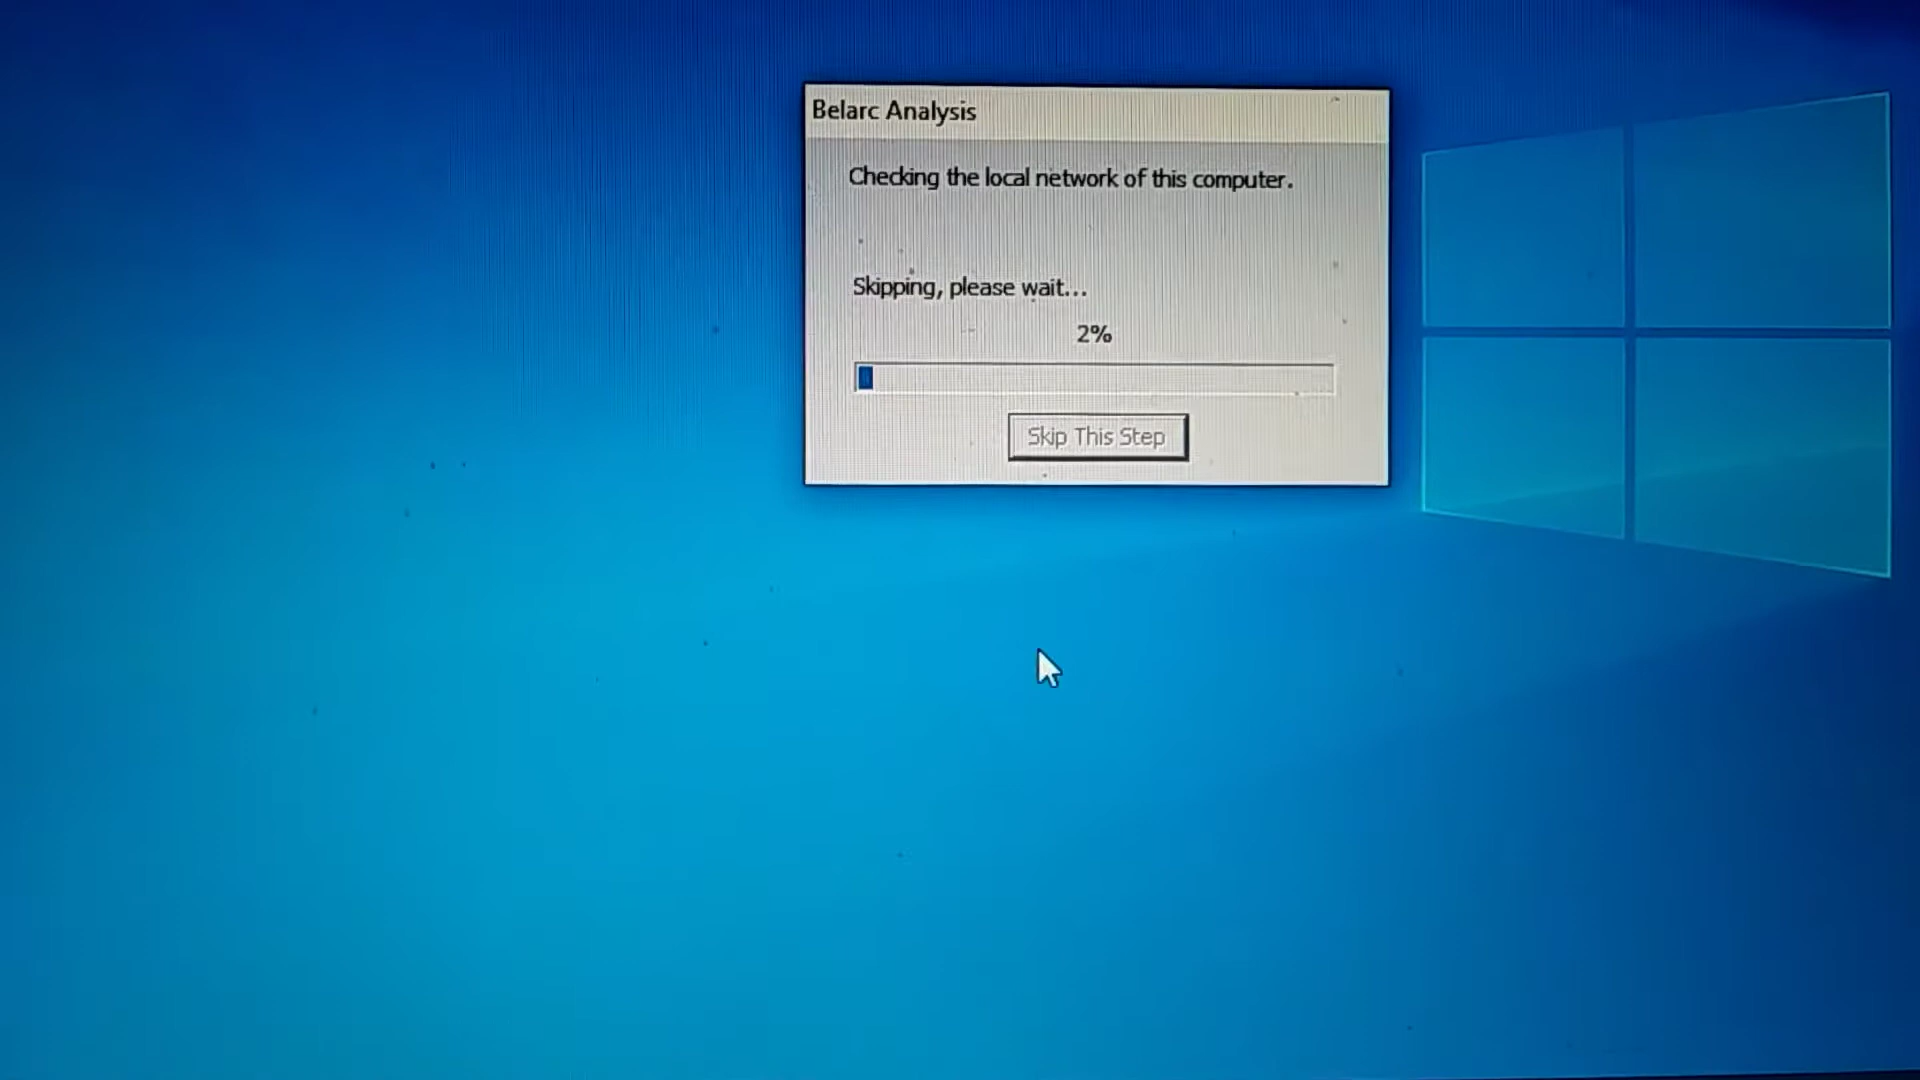 Belarc Analysis
Checking the local network of this computer.
Skipping, please wait...
2%
Skip This Step